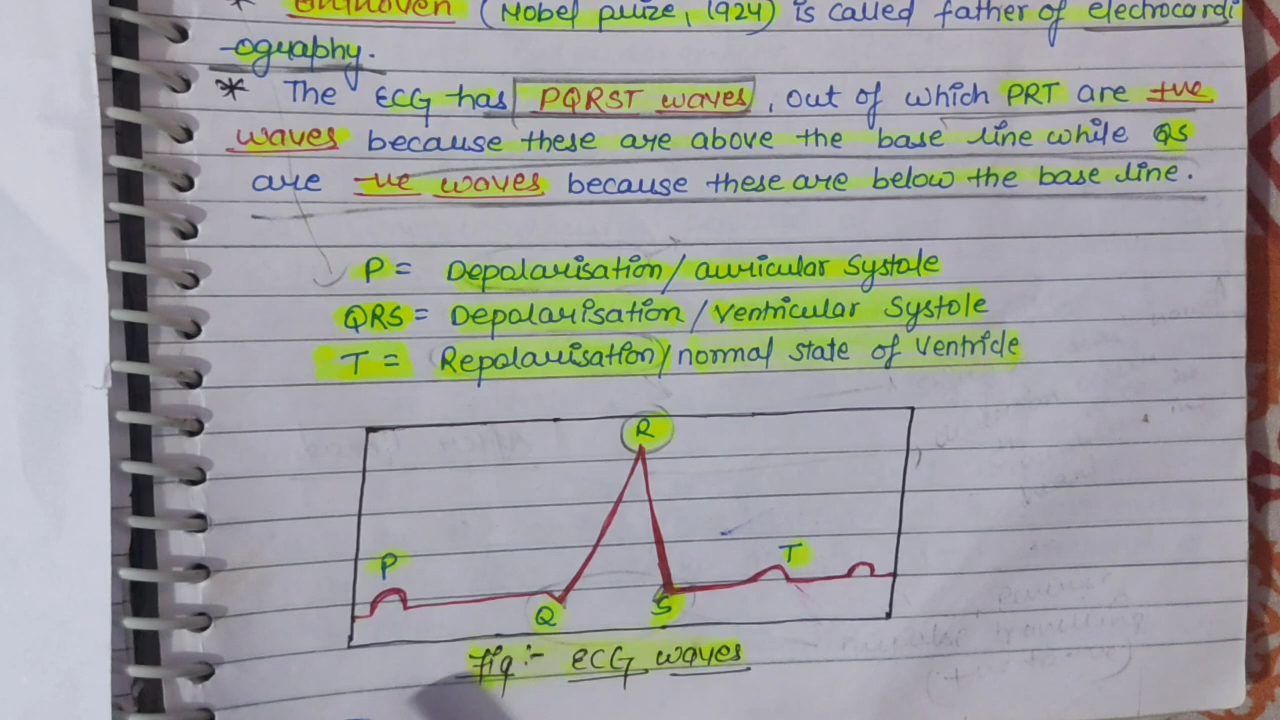 * Einthoven (Nobel prize, 1924) is called father of electrocardi
-ography.
* The ECG has PQRST waves, out of which PRT are +ve
waves because these are above the base line while QS
are -ve waves because these are below the base line.
P = Depolarisation/ auricular systole
QRS = Depolarisation/ventricular systole
T = Repolarisation/normal state of ventricle
R
P
T
Q
S
fig:- ECG waves